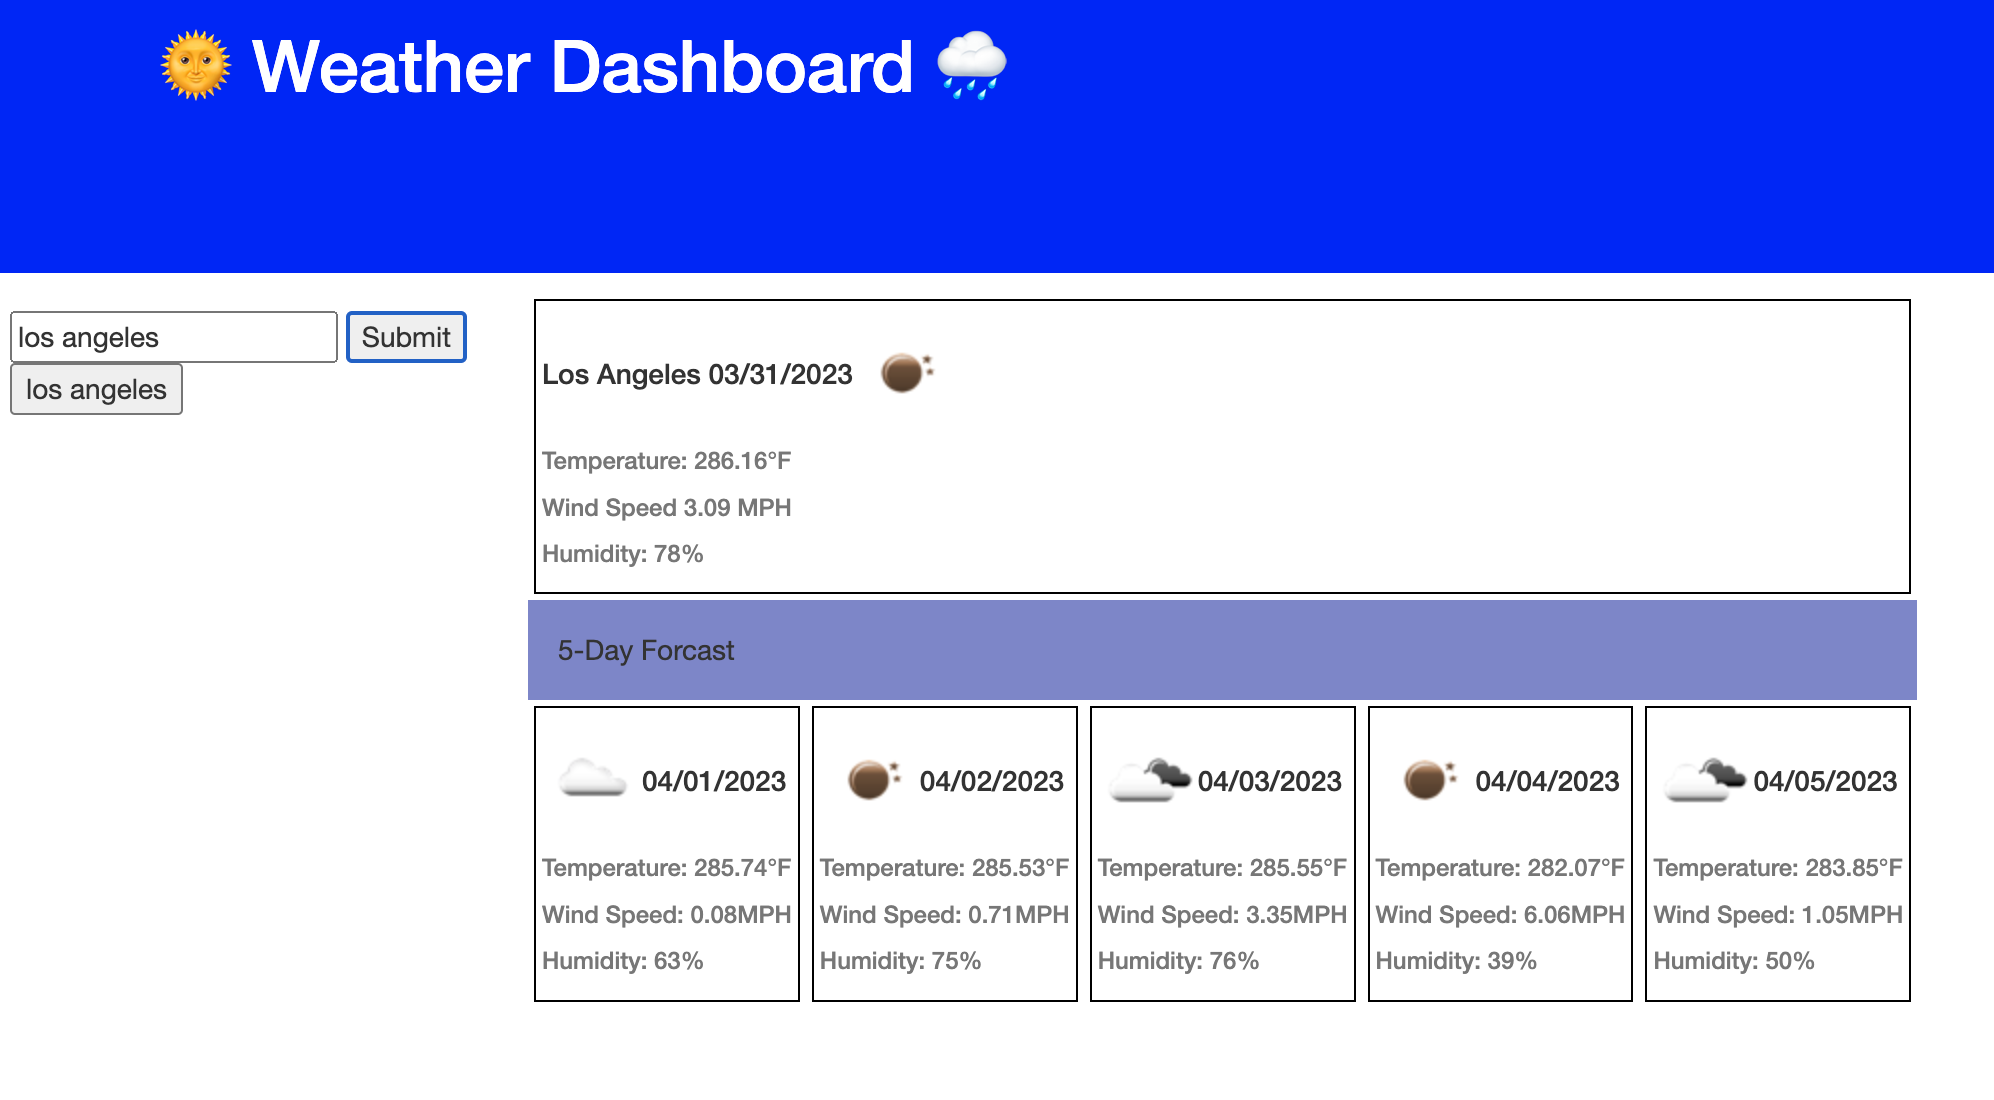 Weather Dashboard
los angeles Submit
los angeles
Los Angeles 03/31/2023
Temperature: 286.16°F
Wind Speed 3.09 MPH
Humidity: 78%
5-Day Forcast
04/01/2023
Temperature: 285.74°F
Wind Speed: 0.08MPH
Humidity: 63%
04/02/2023
Temperature: 285.53°F
Wind Speed: 0.71MPH
Humidity: 75%
04/03/2023
Temperature: 285.55°F
Wind Speed: 3.35MPH
Humidity: 76%
04/04/2023
Temperature: 282.07°F
Wind Speed: 6.06MPH
Humidity: 39%
04/05/2023
Temperature: 283.85°F
Wind Speed: 1.05MPH
Humidity: 50%